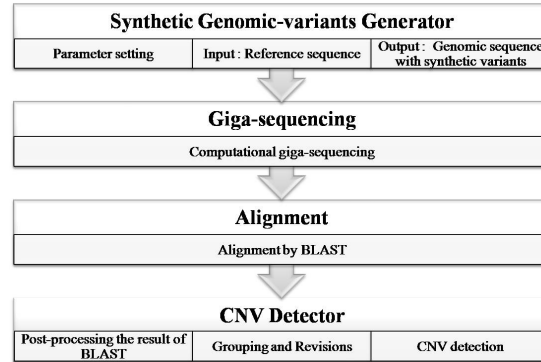 Synthetic Genomic-variants Generator
Parameter setting
Input : Reference sequence
Output : Genomic sequence
with synthetic variants
Giga-sequencing
Computational giga-sequencing
Alignment
Alignment by BLAST
CNV Detector
Post-processing the result of
BLAST
Grouping and Revisions
CNV detection